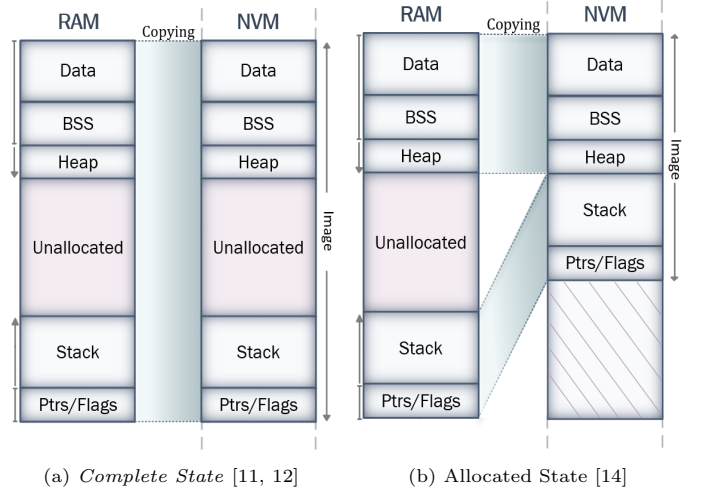 RAM
Copying
NVM
Data
Data
BSS
BSS
Heap
Heap
Unallocated
Unallocated
Image
Stack
Stack
Ptrs/Flags
Ptrs/Flags
(a) Complete State [11, 12]
RAM
Copying
NVM
Data
Data
BSS
BSS
Heap
Heap
Image
Unallocated
Stack
Ptrs/Flags
Stack
Ptrs/Flags
(b) Allocated State [14]